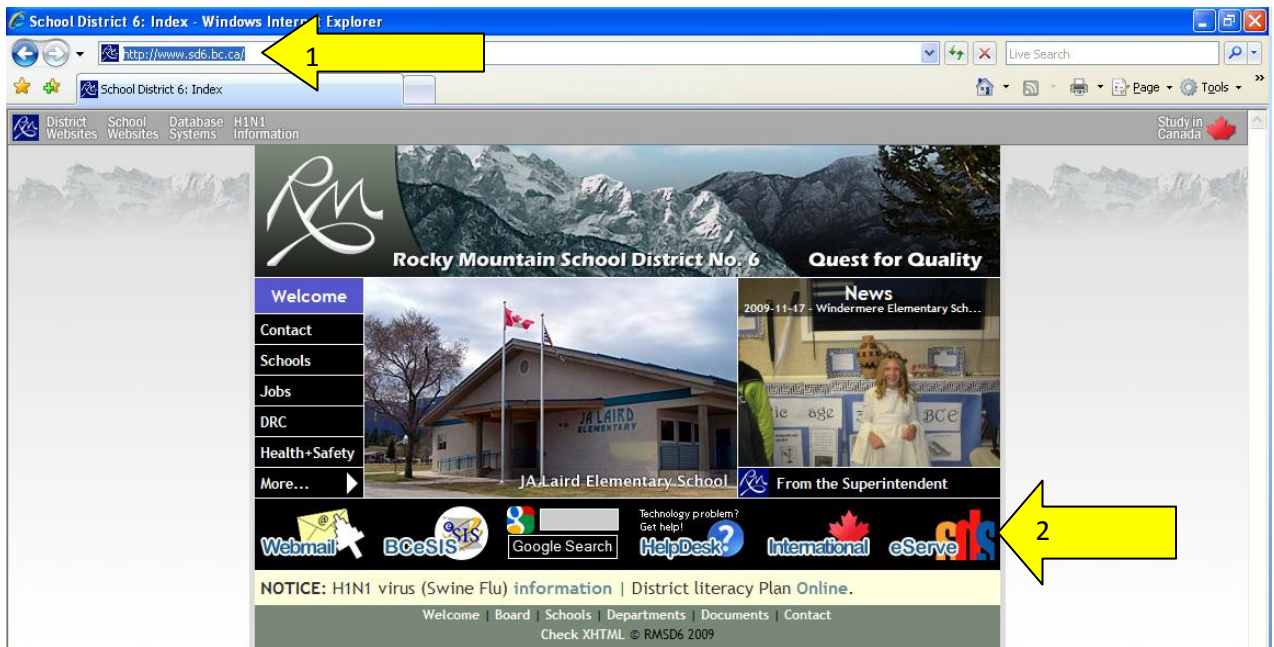 School District 6: Index - Windows Internet Explorer
http://www.sd6.bc.ca/
1
Live Search
School District 6: Index
Page
Tools
District Websites
School Websites
Database Systems
H1N1 Information
Study in Canada
RM
Rocky Mountain School District No. 6
Quest for Quality
Welcome
Contact
Schools
Jobs
DRC
Health+Safety
More...
JA LAIRD
ELEMENTARY
JA Laird Elementary School
News
2009-11-17 - Windermere Elementary Sch...
age
BCE
From the Superintendent
Webmail
eSIS
BCeSIS
Google Search
Technology problem?
Get help!
HelpDesk
International
eServe
sds
2
NOTICE: H1N1 virus (Swine Flu) information | District literacy Plan Online.
Welcome | Board | Schools | Departments | Documents | Contact
Check XHTML © RMSD6 2009